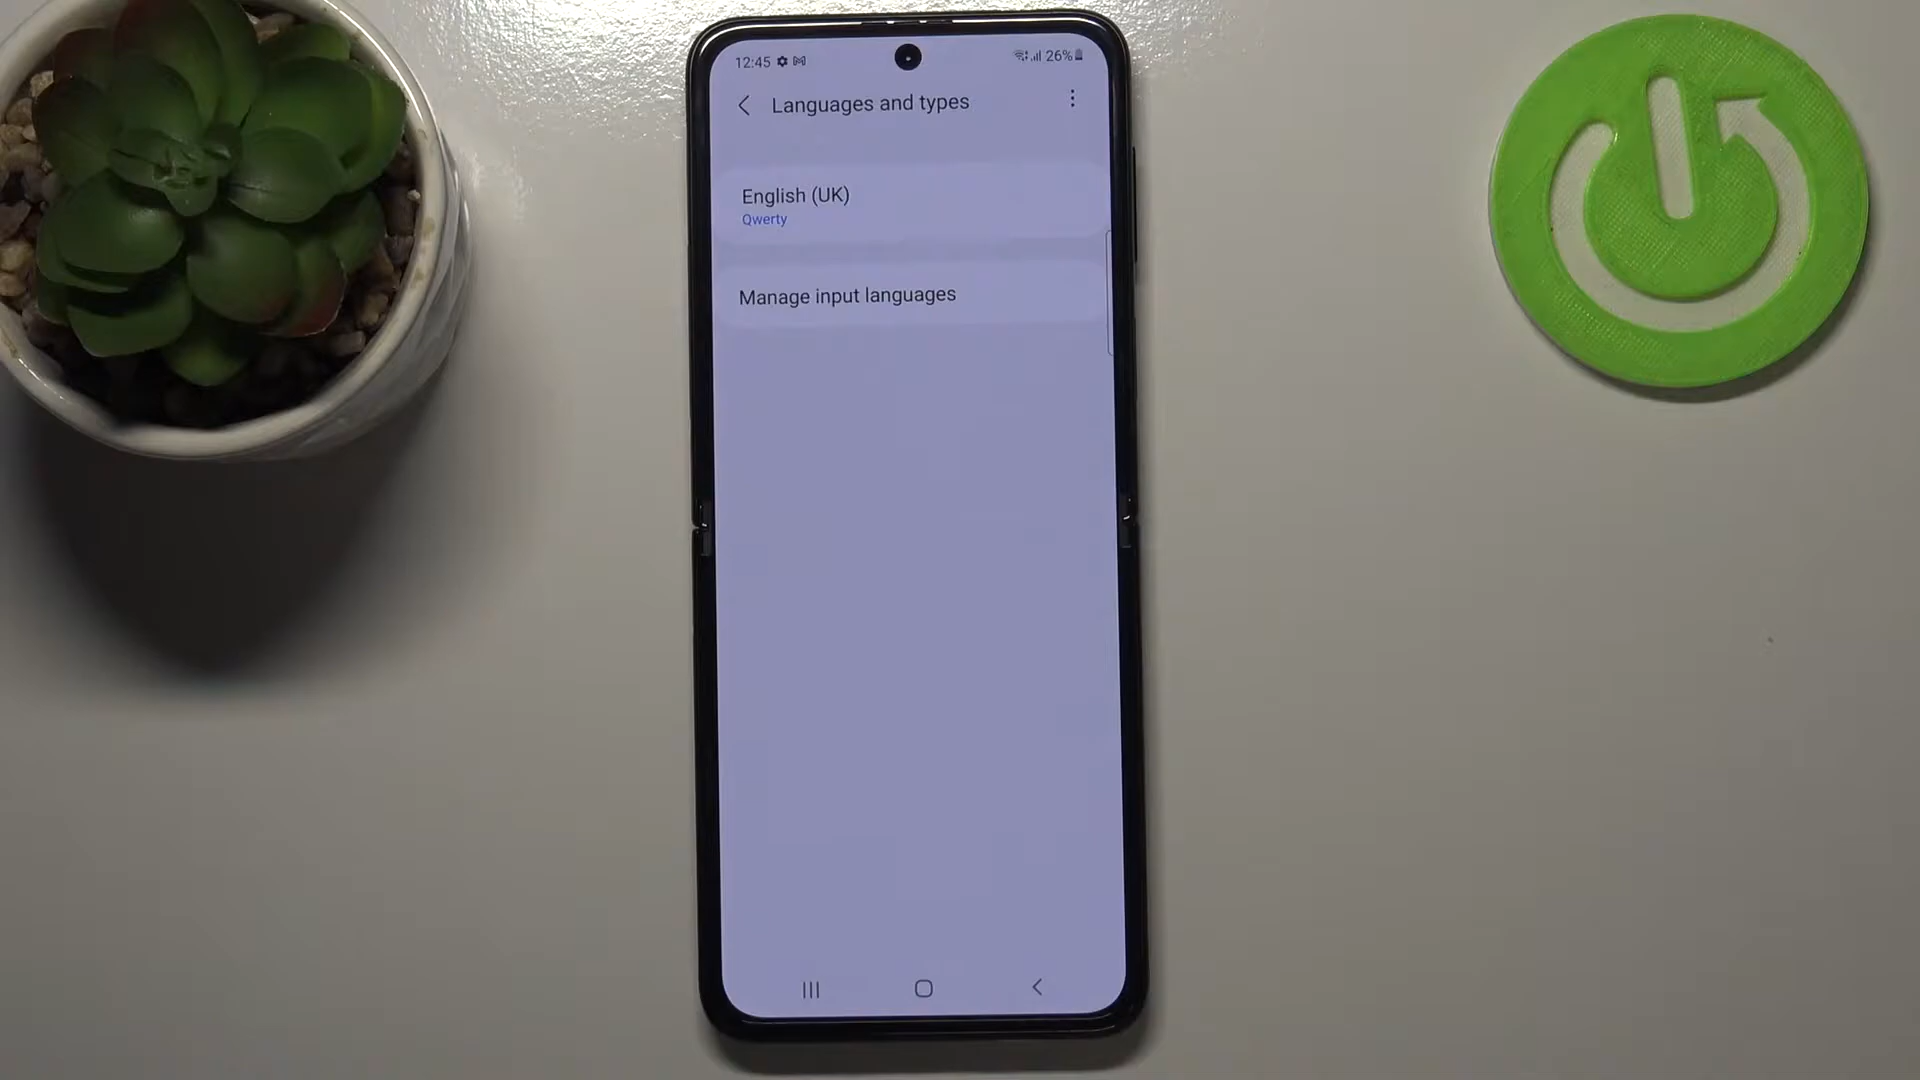 12:45
26%
Languages and types
English (UK)
Qwerty
Manage input languages